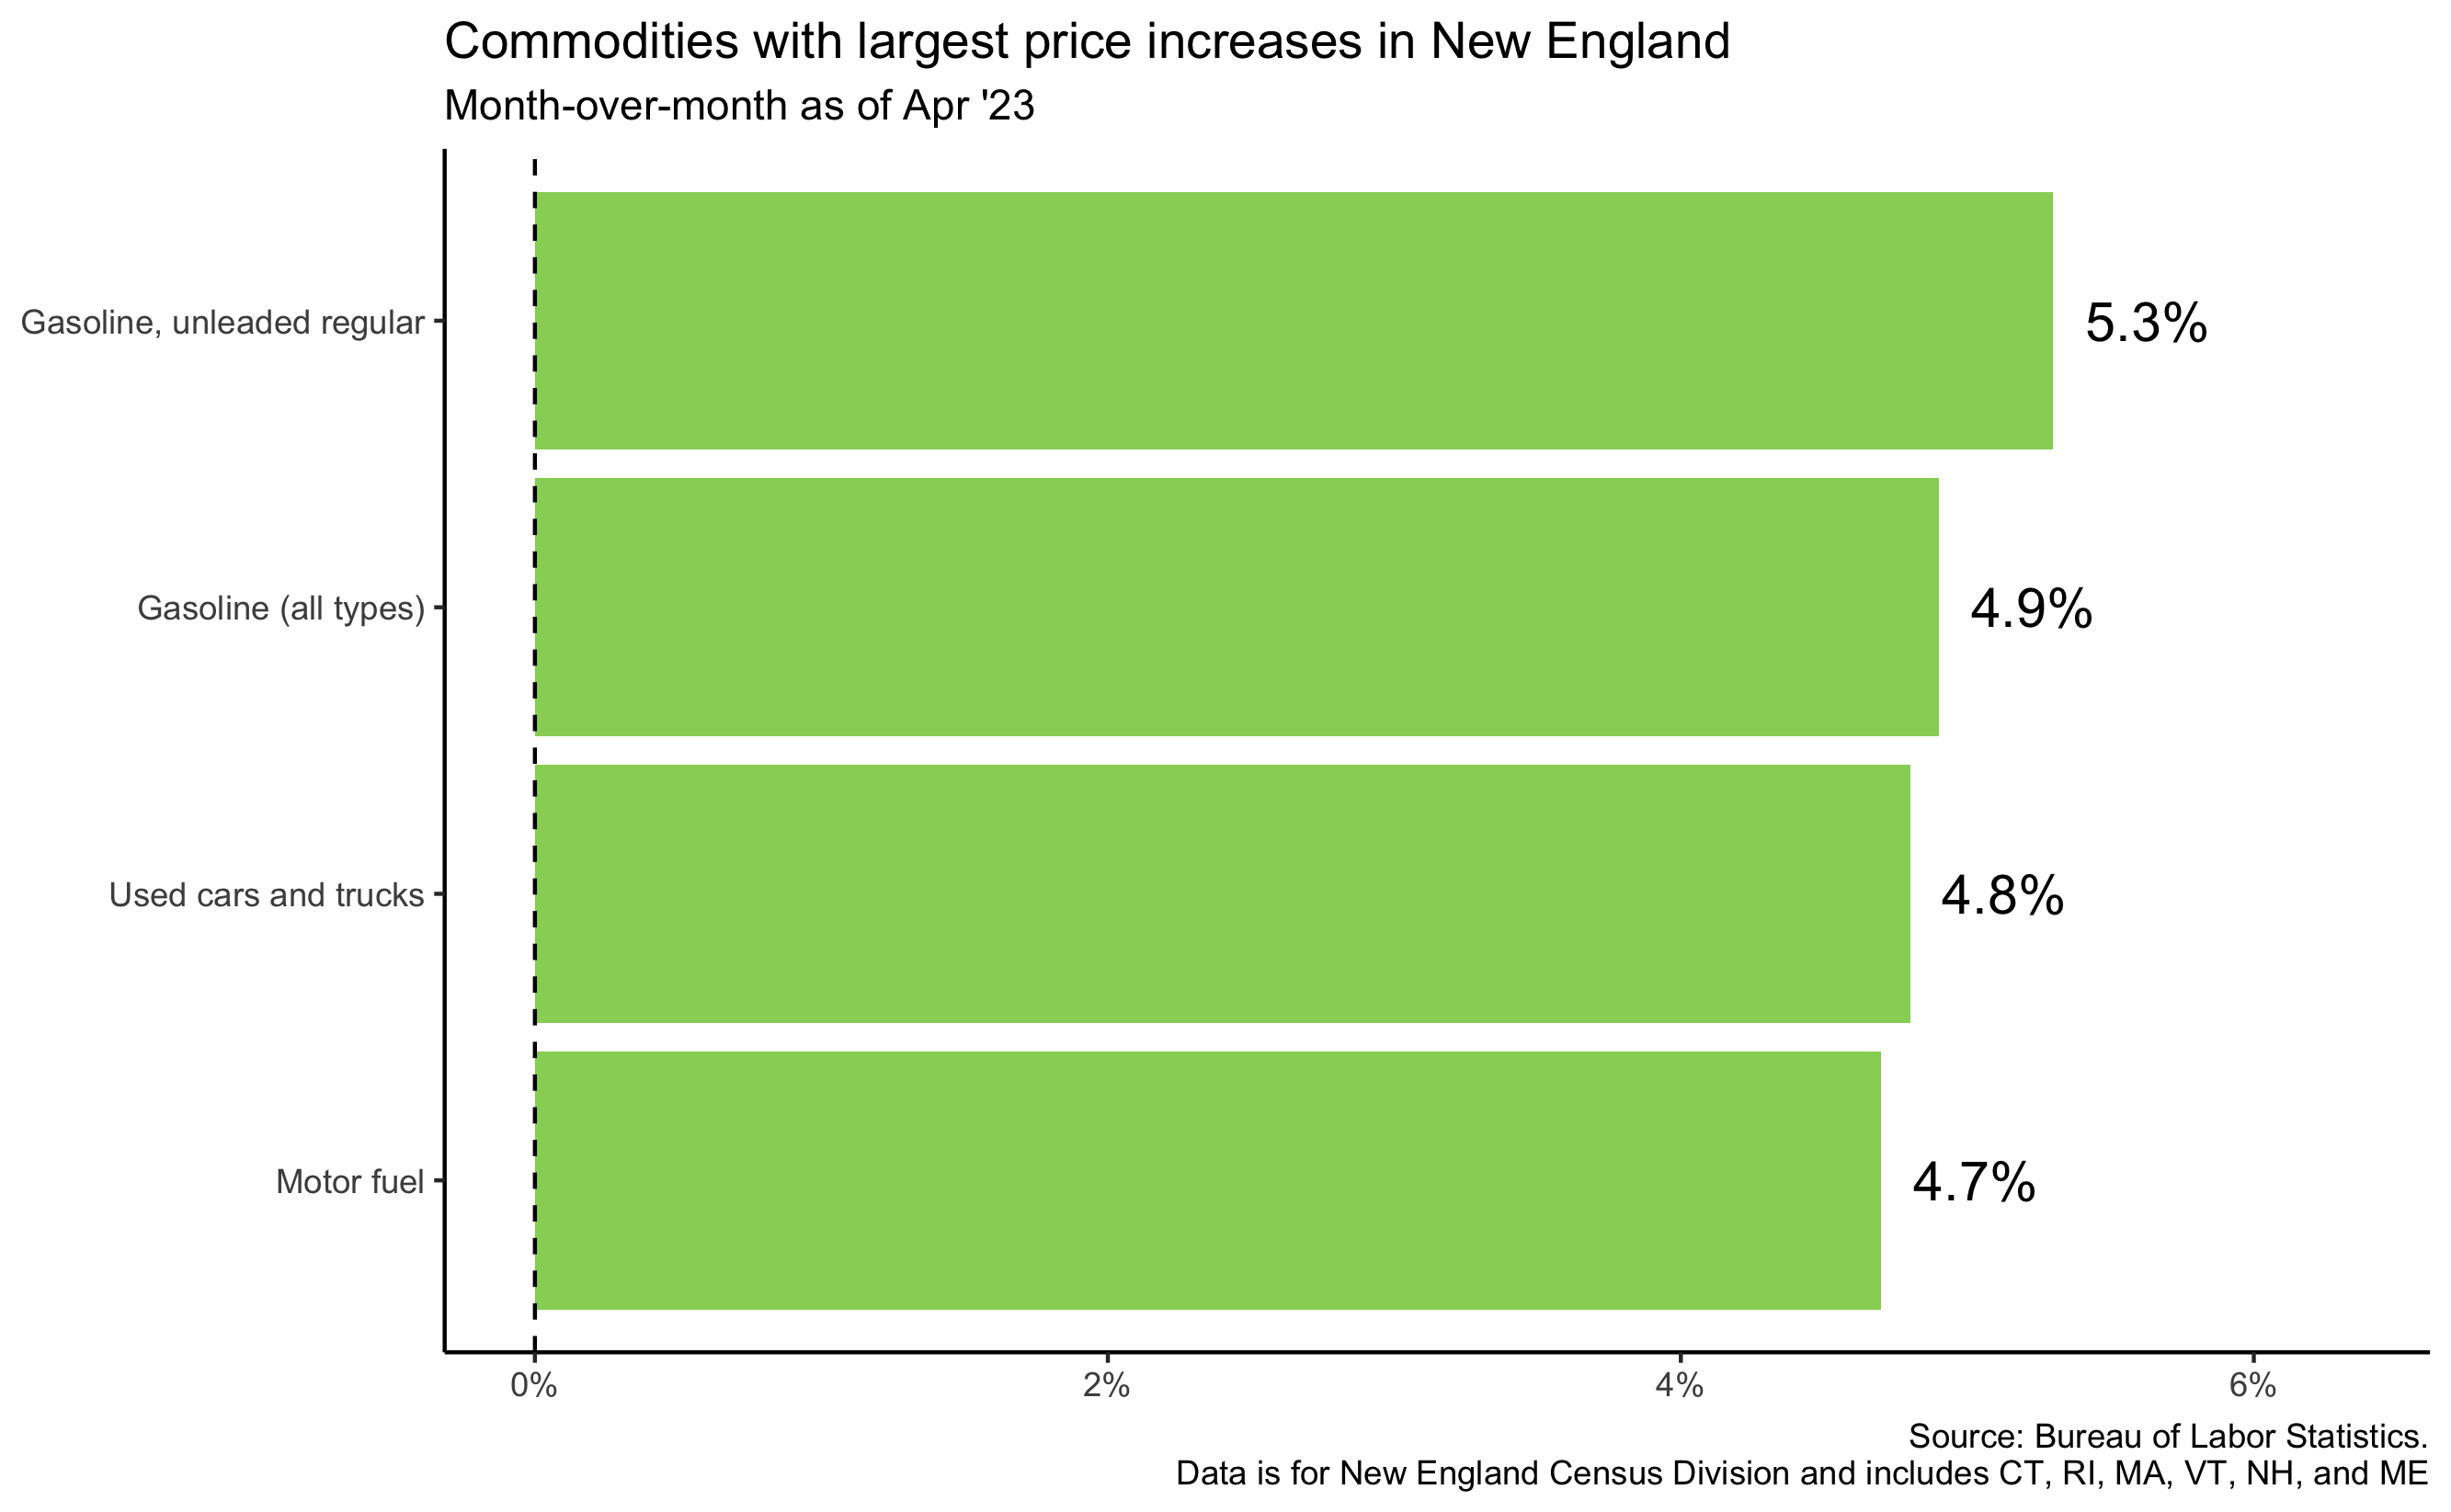 Commodities with largest price increases in New England
Month-over-month as of Apr '23
Gasoline, unleaded regular
5.3%
Gasoline (all types)
4.9%
Used cars and trucks
4.8%
Motor fuel
4.7%
0%
2%
4%
6%
Source: Bureau of Labor Statistics.
Data is for New England Census Division and includes CT, RI, MA, VT, NH, and ME